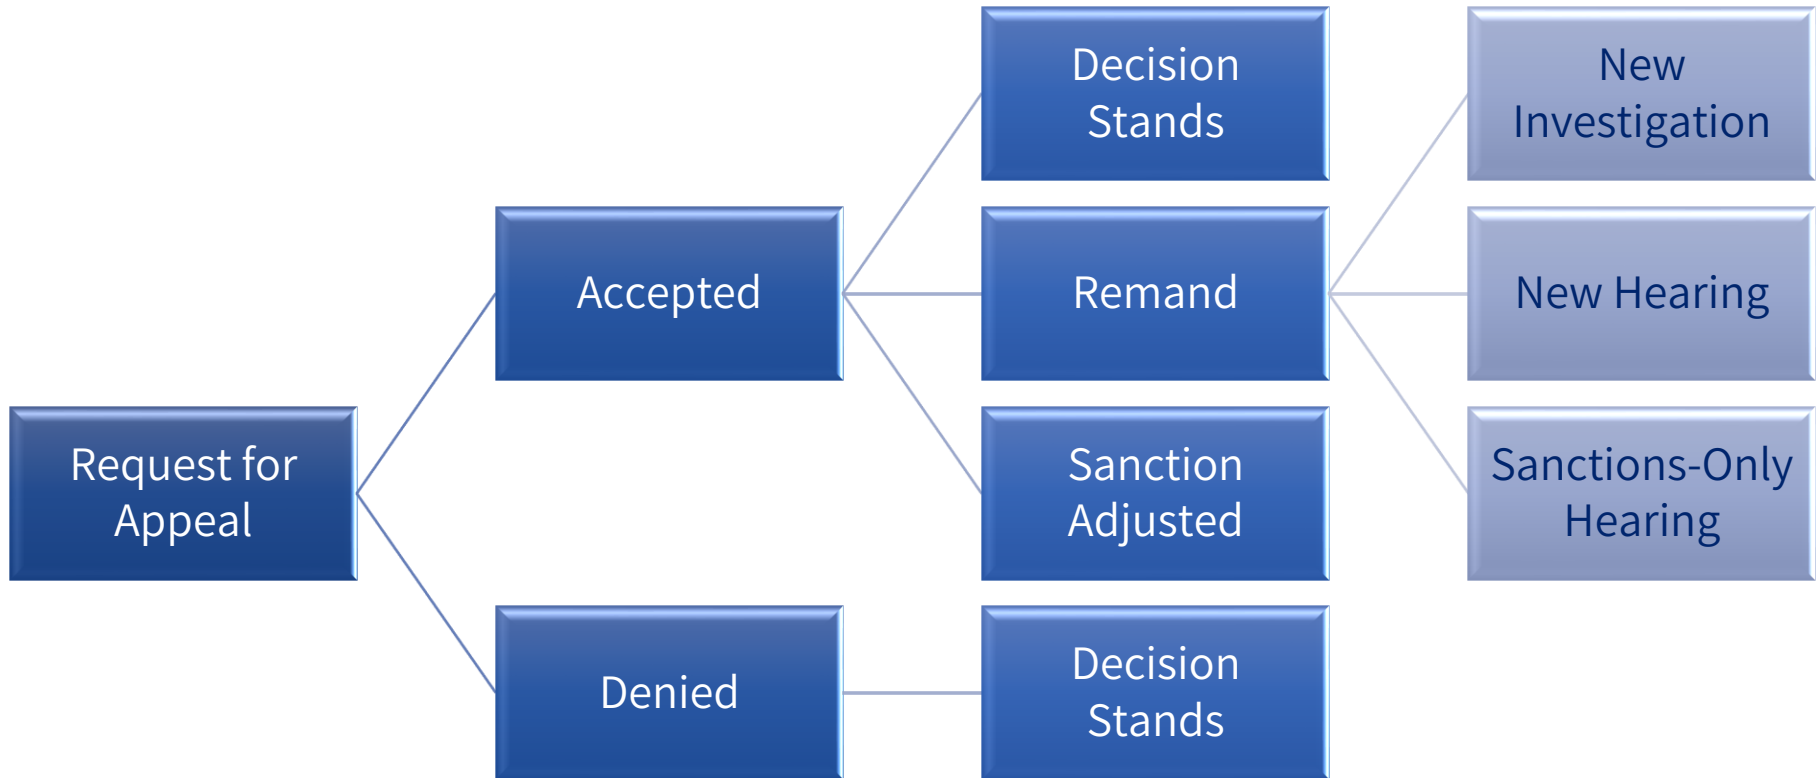 Request for
Appeal
Accepted
Denied
Decision
Stands
Remand
Sanction
Adjusted
Decision
Stands
New
Investigation
New Hearing
Sanctions-Only
Hearing